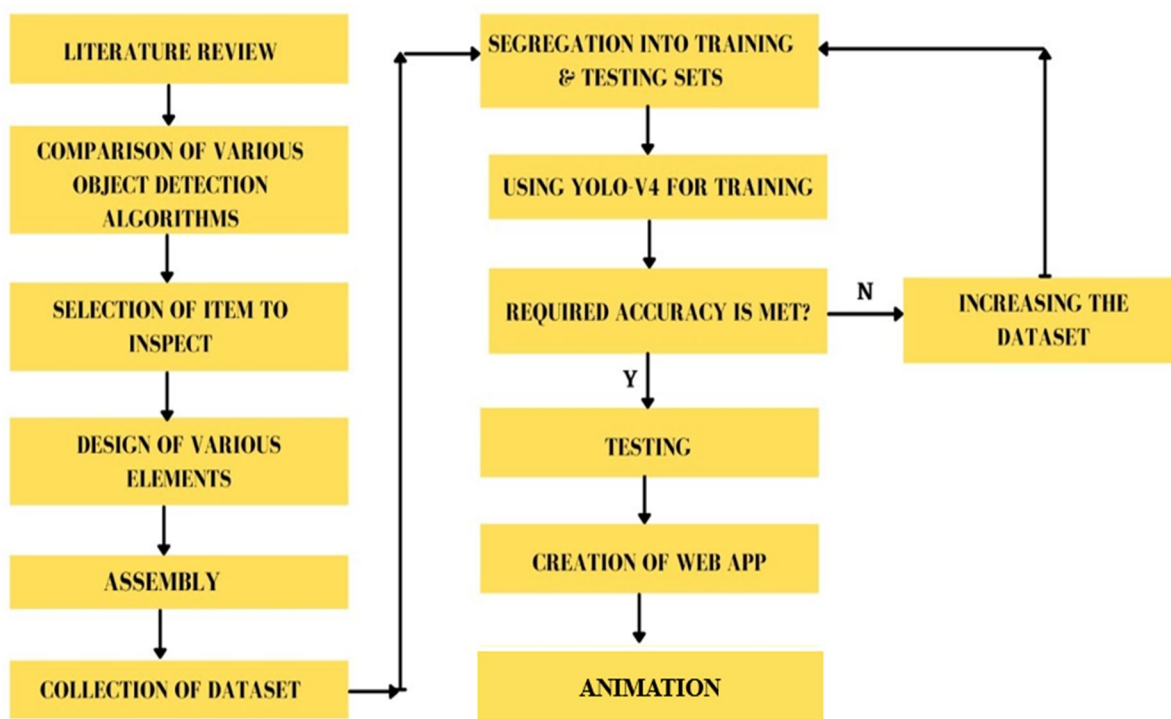 LITERATURE REVIEW
COMPARISON OF VARIOUS
OBJECT DETECTION
ALGORITHMS
SELECTION OF ITEM TO
INSPECT
DESIGN OF VARIOUS
ELEMENTS
ASSEMBLY
COLLECTION OF DATASET
SEGREGATION INTO TRAINING
& TESTING SETS
USING YOLO-V4 FOR TRAINING
REQUIRED ACCURACY IS MET?
N
INCREASING THE
DATASET
Y
TESTING
CREATION OF WEB APP
ANIMATION